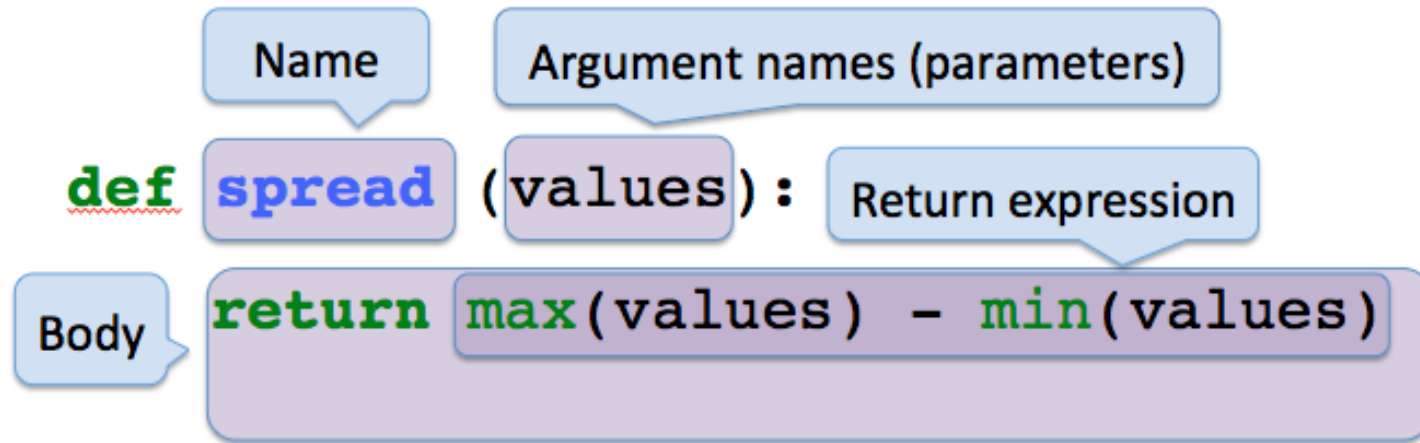 Name
Argument names (parameters)
def spread (values):
Return expression
Body
return max(values) - min(values)